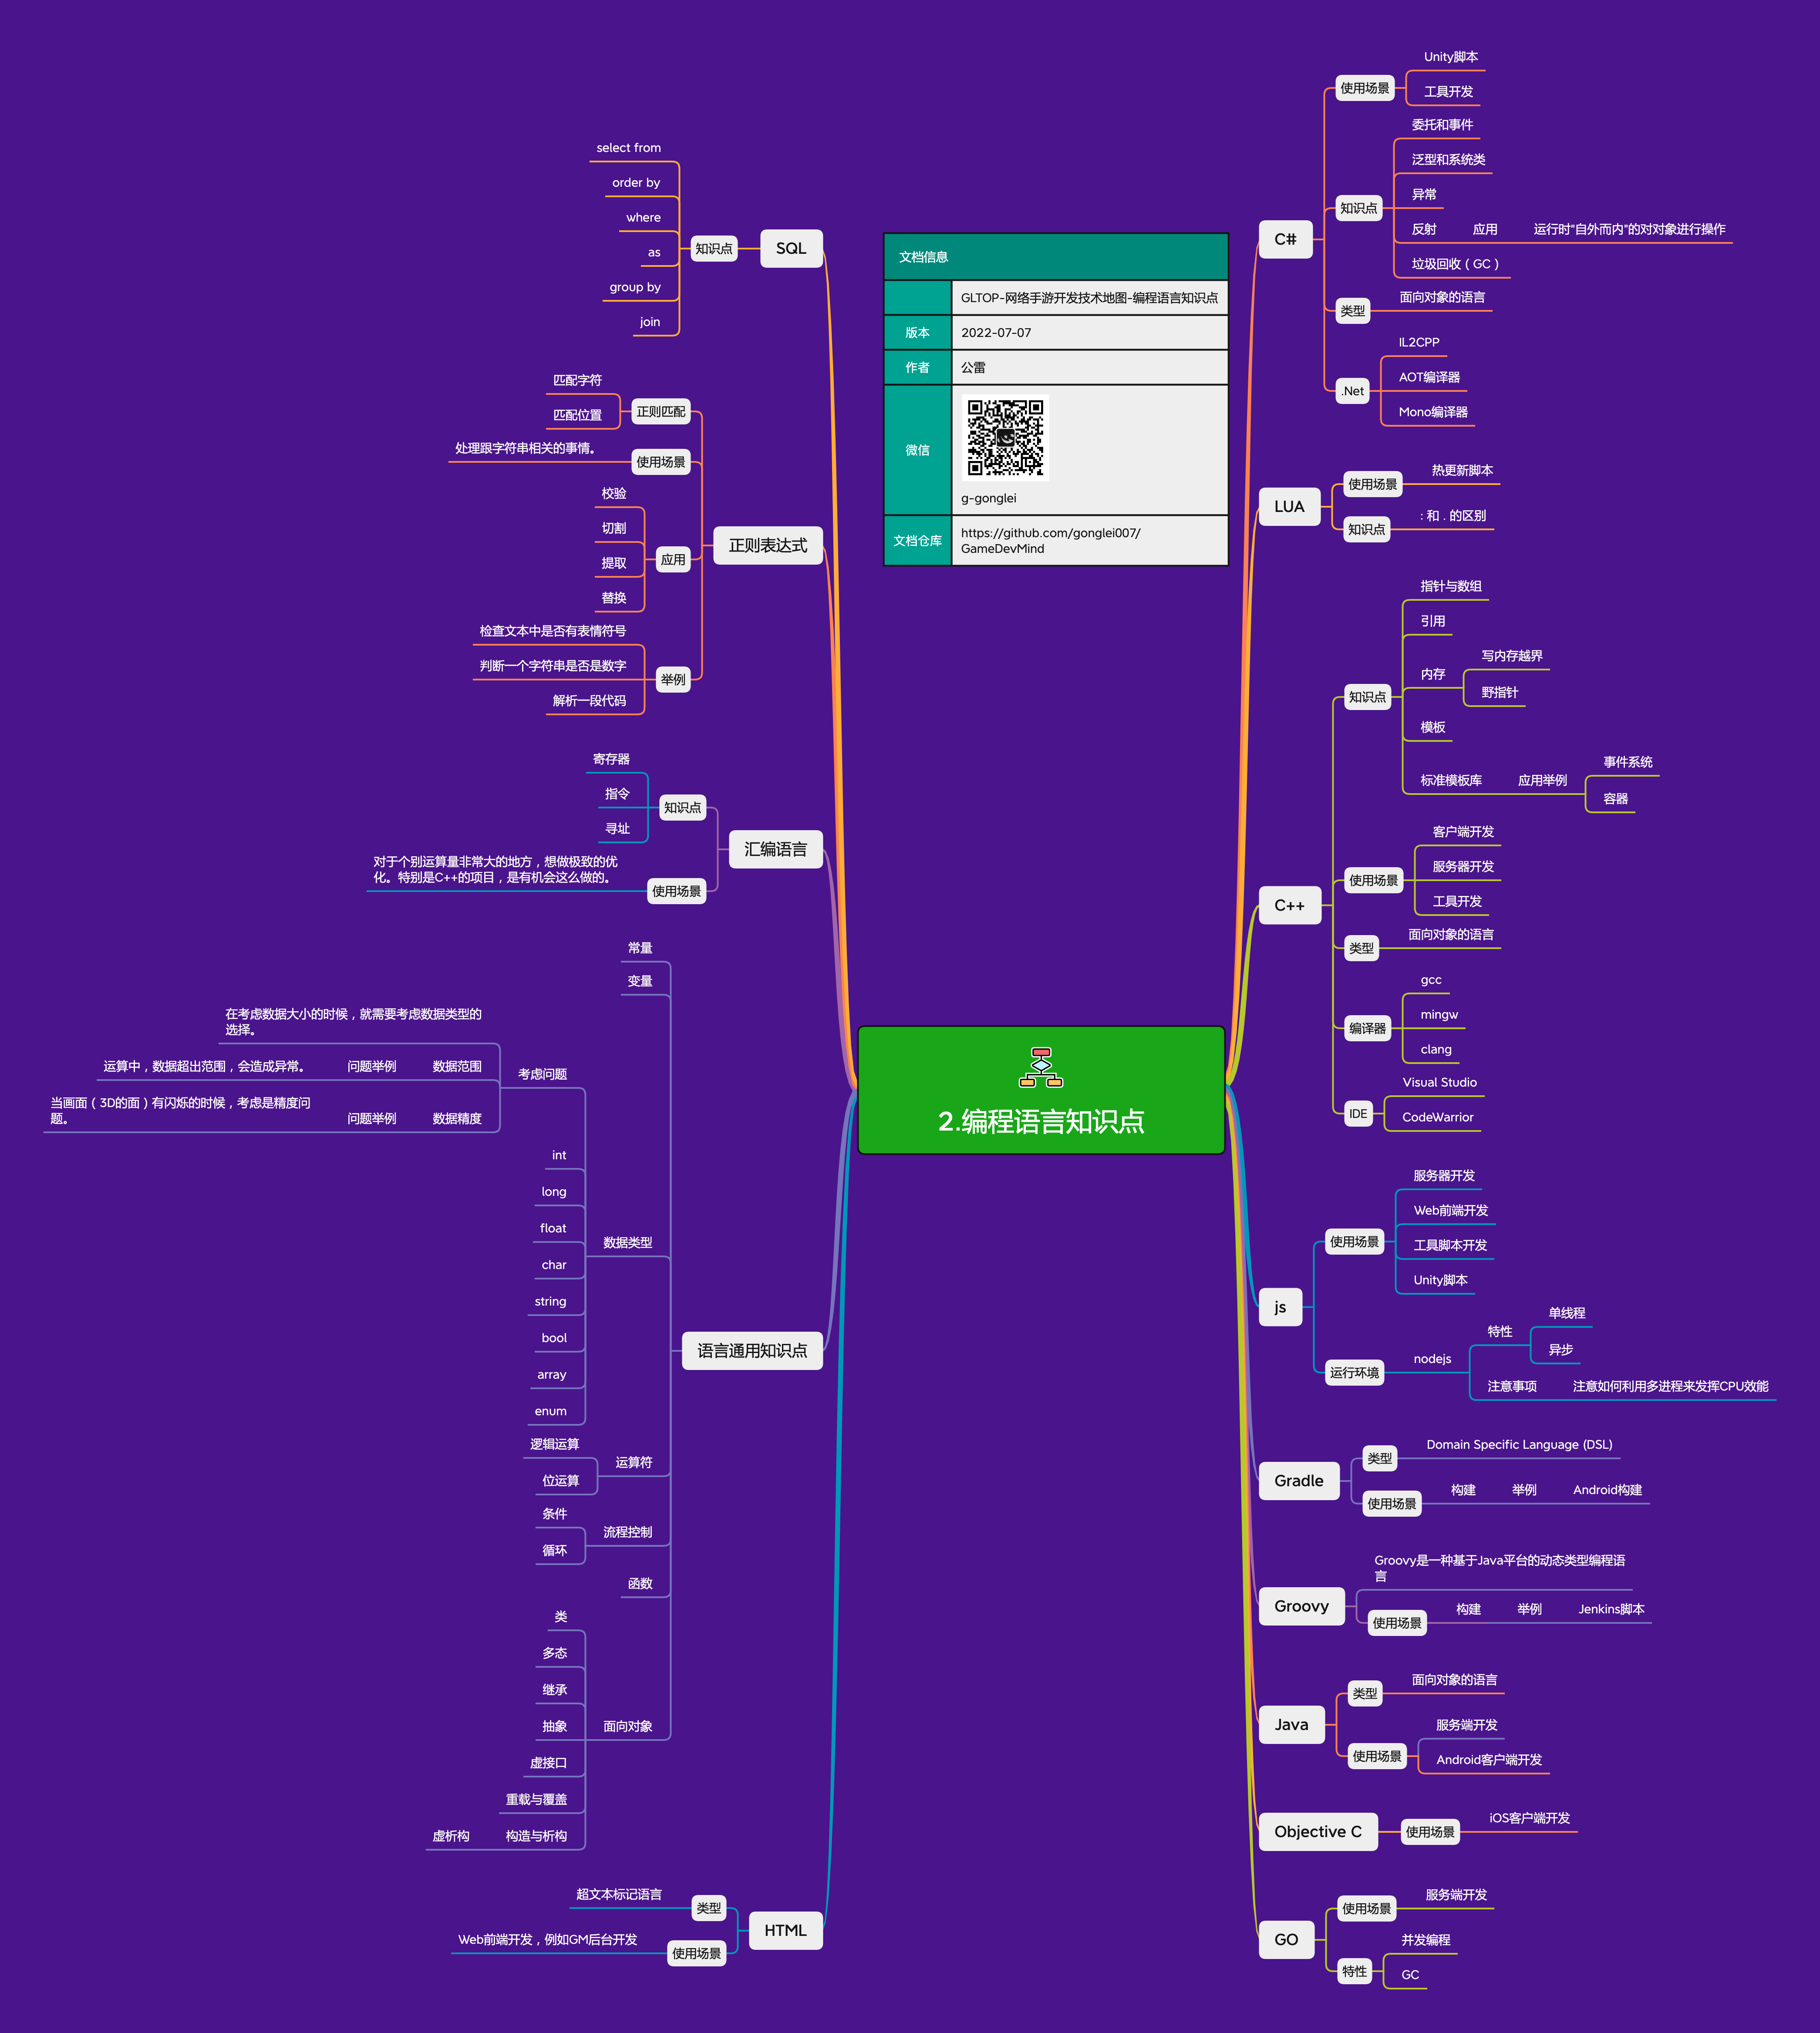 文档信息
GLTOP-网络手游开发技术地图-编程语言知识点
版本
2022-07-07
作者
公雷
微信
g-gonglei
文档仓库
https://github.com/gonglei007/
GameDevMind
2.编程语言知识点
C#
使用场景
Unity脚本
工具开发
知识点
委托和事件
泛型和系统类
异常
反射
应用
运行时“自外而内”的对对象进行操作
垃圾回收（GC）
类型
面向对象的语言
.Net
IL2CPP
AOT编译器
Mono编译器
LUA
使用场景
热更新脚本
知识点
: 和 . 的区别
C++
知识点
指针与数组
引用
内存
写内存越界
野指针
模板
标准模板库
应用举例
事件系统
容器
使用场景
客户端开发
服务器开发
工具开发
类型
面向对象的语言
编译器
gcc
mingw
clang
IDE
Visual Studio
CodeWarrior
js
使用场景
服务器开发
Web前端开发
工具脚本开发
Unity脚本
运行环境
nodejs
特性
单线程
异步
注意事项
注意如何利用多进程来发挥CPU效能
Gradle
类型
Domain Specific Language (DSL)
使用场景
构建
举例
Android构建
Groovy
Groovy是一种基于Java平台的动态类型编程语
言
使用场景
构建
举例
Jenkins脚本
Java
类型
面向对象的语言
使用场景
服务端开发
Android客户端开发
Objective C
使用场景
iOS客户端开发
GO
使用场景
服务端开发
特性
并发编程
GC
SQL
知识点
select from
order by
where
as
group by
join
正则表达式
正则匹配
匹配字符
匹配位置
使用场景
处理跟字符串相关的事情。
应用
校验
切割
提取
替换
举例
检查文本中是否有表情符号
判断一个字符串是否是数字
解析一段代码
汇编语言
知识点
寄存器
指令
寻址
使用场景
对于个别运算量非常大的地方，想做极致的优
化。特别是C++的项目，是有机会这么做的。
语言通用知识点
常量
变量
数据类型
考虑问题
在考虑数据大小的时候，就需要考虑数据类型的
选择。
数据范围
问题举例
运算中，数据超出范围，会造成异常。
数据精度
问题举例
当画面（3D的面）有闪烁的时候，考虑是精度问
题。
int
long
float
char
string
bool
array
enum
运算符
逻辑运算
位运算
流程控制
条件
循环
函数
面向对象
类
多态
继承
抽象
虚接口
重载与覆盖
构造与析构
虚析构
HTML
类型
超文本标记语言
使用场景
Web前端开发，例如GM后台开发